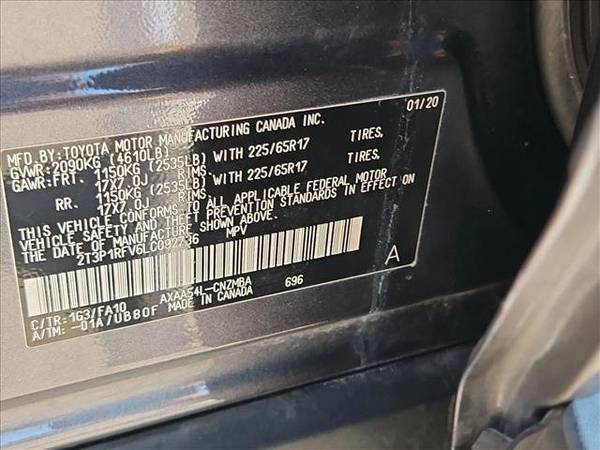 MFD.BY:TOYOTA MOTOR MANUFACTURING CANADA INC. 01/20
GVWR:2090KG (4610LB)
GAWR:FRT. 1150KG (2535LB) WITH 225/65R17 TIRES,
17X7.0J RIMS,
RR. 1150KG (2535LB) WITH 225/65R17 TIRES,
17X7.0J RIMS.
THIS VEHICLE CONFORMS TO ALL APPLICABLE FEDERAL MOTOR
VEHICLE SAFETY AND THEFT PREVENTION STANDARDS IN EFFECT ON
THE DATE OF MANUFACTURE SHOWN ABOVE.
2T3P1RFV6LC092736 MPV
A
C/TR:1G3/FA10 AXAA54L-CNZMBA 696
A/TM:-01A/UB80F MADE IN CANADA